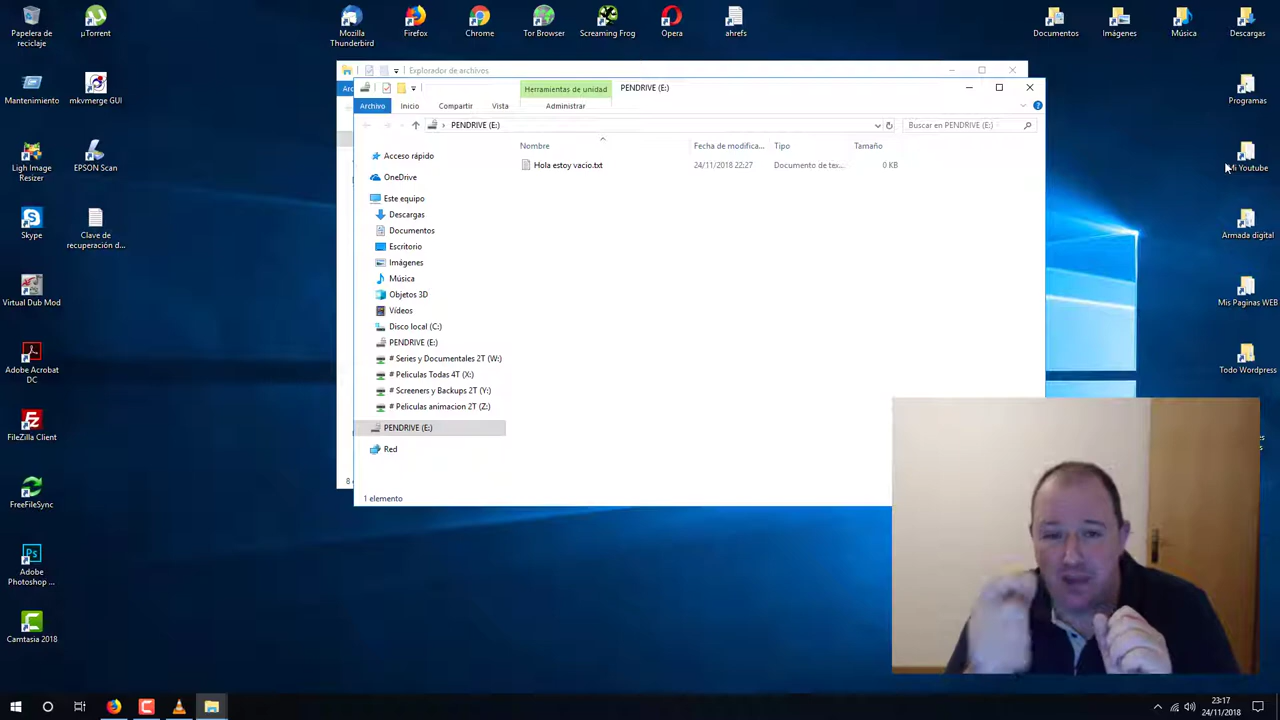 Papelera de
reciclaje
µTorrent
Mozilla
Thunderbird
Firefox
Chrome
Tor Browser
Screaming Frog
Opera
ahrefs
Documentos
Imágenes
Música
Descargas
Mantenimiento
mkvmerge GUI
Programas
Ligh Image
Resizer
EPSON Scan
Mi Youtube
Skype
Clave de
recuperación d...
Armada digital
Virtual Dub Mod
Mis Paginas WEB
Adobe Acrobat
DC
Todo Wordpress
FileZilla Client
FreeFileSync
Adobe
Photoshop ...
Camtasia 2018
Explorador de archivos
Herramientas de unidad
PENDRIVE (E:)
Archivo
Inicio
Compartir
Vista
Administrar
PENDRIVE (E:)
Buscar en PENDRIVE (E:)
Nombre
Fecha de modifica...
Tipo
Tamaño
Hola estoy vacio.txt
24/11/2018 22:27
Documento de tex...
0 KB
Acceso rápido
OneDrive
Este equipo
Descargas
Documentos
Escritorio
Imágenes
Música
Objetos 3D
Vídeos
Disco local (C:)
PENDRIVE (E:)
# Series y Documentales 2T (W:)
# Peliculas Todas 4T (X:)
# Screeners y Backups 2T (Y:)
# Peliculas animacion 2T (Z:)
PENDRIVE (E:)
Red
1 elemento
23:17
24/11/2018